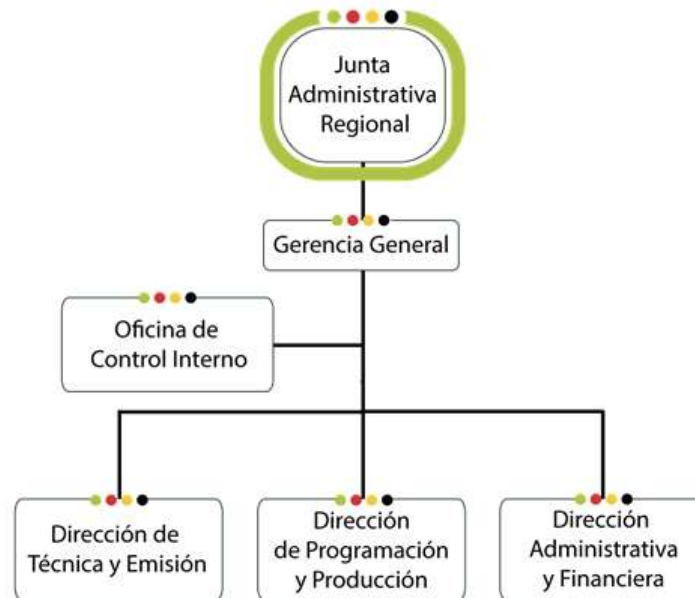 Junta
Administrativa
Regional
Gerencia General
Oficina de
Control Interno
Dirección de
Técnica y Emisión
Dirección
de Programación
y Producción
Dirección
Administrativa
y Financiera